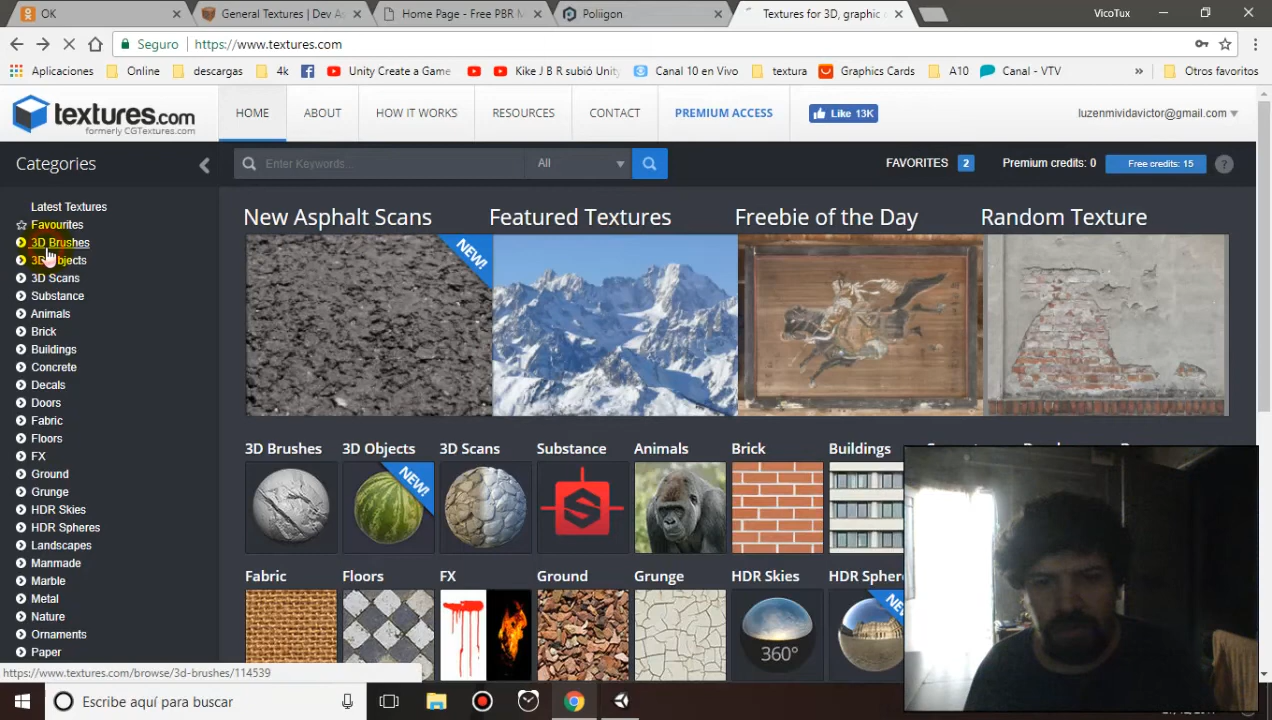 OK
General Textures | Dev As
Home Page - Free PBR M
Poliigon
Textures for 3D, graphic
VicoTux
Seguro
https://www.textures.com
Aplicaciones
Online
descargas
4k
Unity Create a Game
Kike J B R subió Unity
Canal 10 en Vivo
textura
Graphics Cards
A10
Canal - VTV
»
Otros favoritos
textures.com
formerly CGTextures.com
HOME
ABOUT
HOW IT WORKS
RESOURCES
CONTACT
PREMIUM ACCESS
Like 13K
luzenmividavictor@gmail.com
Categories
Enter Keywords...
All
FAVORITES 2
Premium credits: 0
Free credits: 15
?
Latest Textures
Favourites
3D Brushes
3D Objects
3D Scans
Substance
Animals
Brick
Buildings
Concrete
Decals
Doors
Fabric
Floors
FX
Ground
Grunge
HDR Skies
HDR Spheres
Landscapes
Manmade
Marble
Metal
Nature
Ornaments
Paper
New Asphalt Scans
Featured Textures
Freebie of the Day
Random Texture
NEW!
3D Brushes
3D Objects
3D Scans
Substance
Animals
Brick
Buildings
NEW!
S
Fabric
Floors
FX
Ground
Grunge
HDR Skies
HDR Sphere
360°
https://www.textures.com/browse/3d-brushes/114539
Escribe aquí para buscar